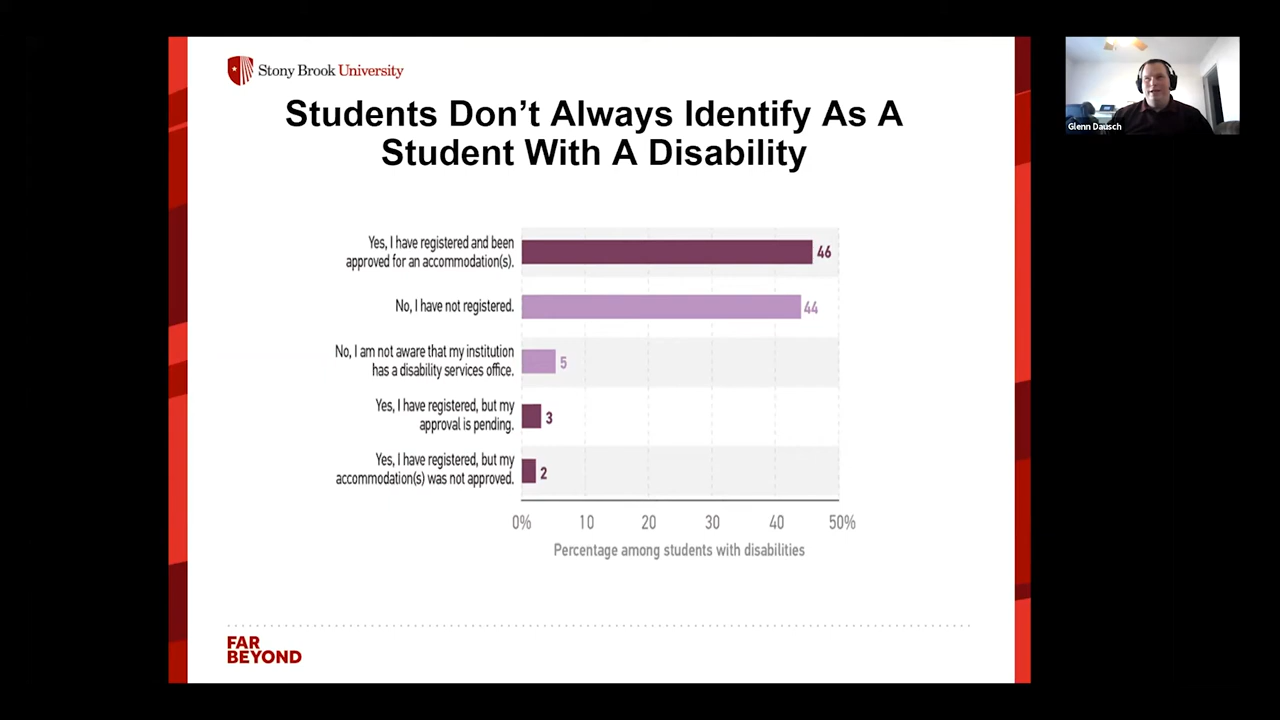 Stony Brook University
Students Don't Always Identify As A
Student With A Disability
Yes, I have registered and been
approved for an accommodation(s).
46
No, I have not registered.
44
No, I am not aware that my institution
has a disability services office.
5
Yes, I have registered, but my
approval is pending.
3
Yes, I have registered, but my
accommodation(s) was not approved.
2
0% 10 20 30 40 50%
Percentage among students with disabilities
FAR
BEYOND
Glenn Dausch